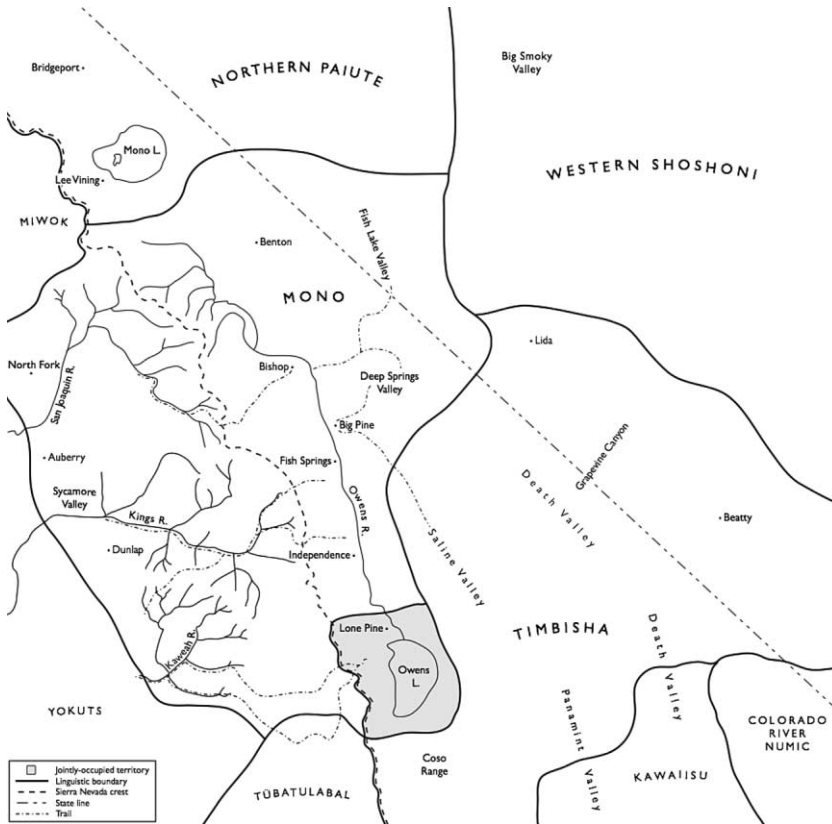 Bridgeport
NORTHERN PAIUTE
Big Smoky
Valley
Mono L.
Lee Vining
WESTERN SHOSHONI
MIWOK
Benton
Fish Lake Valley
MONO
North Fork
San Joaquin R.
Bishop
Deep Springs
Valley
Lida
Big Pine
Auberry
Fish Springs
Grapevine Canyon
Death Valley
Sycamore
Valley
Kings R.
Owens R.
Beatty
Dunlap
Independence
Saline Valley
Lone Pine
TIMBISHA
Death Valley
Kaweah R.
Owens
L.
Panamint Valley
YOKUTS
COLORADO
RIVER
NUMIC
Coso
Range
KAWAIISU
TÜBATULABAL
Jointly-occupied territory
Linguistic boundary
Sierra Nevada crest
State line
Trail